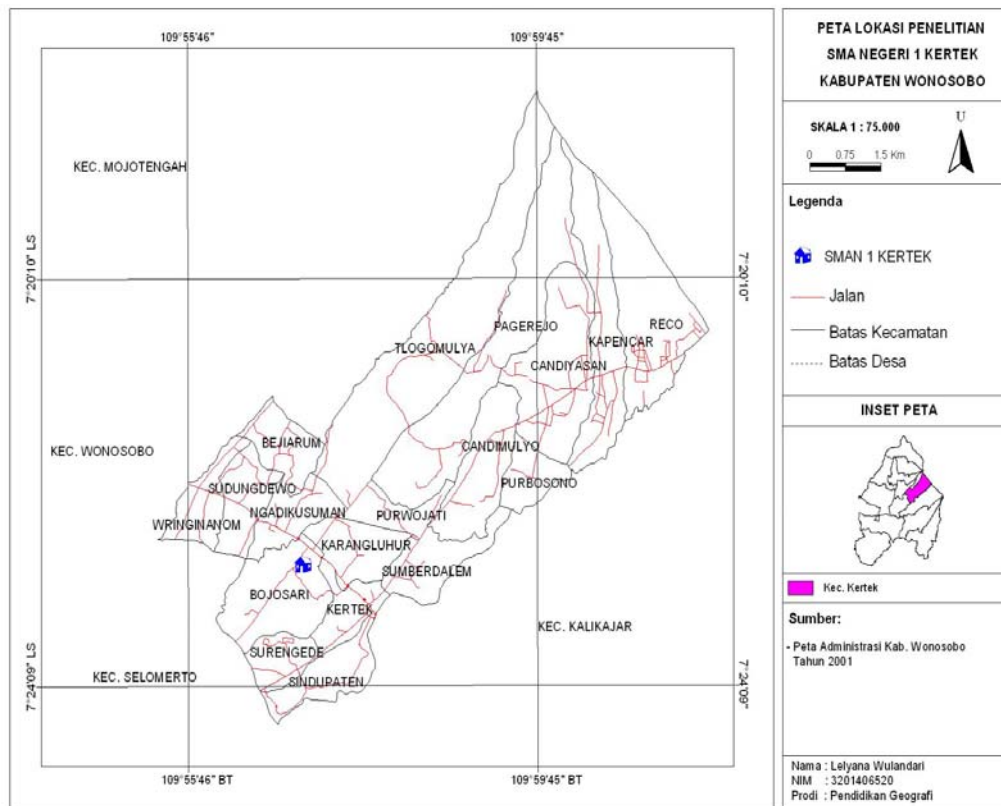 109°55'46"
109°59'45"
KEC. MOJOTENGAH
7°20'10" LS
7°20'10"
PAGEREJO
RECO
TLOGOMULYA
KAPENCAR
CANDIYASAN
BEJIARUM
CANDIMULYO
KEC. WONOSOBO
SUDUNGDEWO
PURBOSONO
WRINGINANOM
NGADIKUSUMAN
PURWOJATI
KARANGLUHUR
SUMBERDALEM
BOJOSARI
KERTEK
KEC. KALIKAJAR
SURENGEDE
KEC. SELOMERTO
SINDUPATEN
7°24'09" LS
7°24'09"
109°55'46" BT
109°59'45" BT
PETA LOKASI PENELITIAN
SMA NEGERI 1 KERTEK
KABUPATEN WONOSOBO
SKALA 1 : 75.000
U
0 0.75 1.5 Km
Legenda
SMAN 1 KERTEK
Jalan
Batas Kecamatan
Batas Desa
INSET PETA
Kec. Kertek
Sumber:
- Peta Administrasi Kab. Wonosobo
Tahun 2001
Nama : Lelyana Wulandari
NIM : 3201406520
Prodi : Pendidikan Geografi